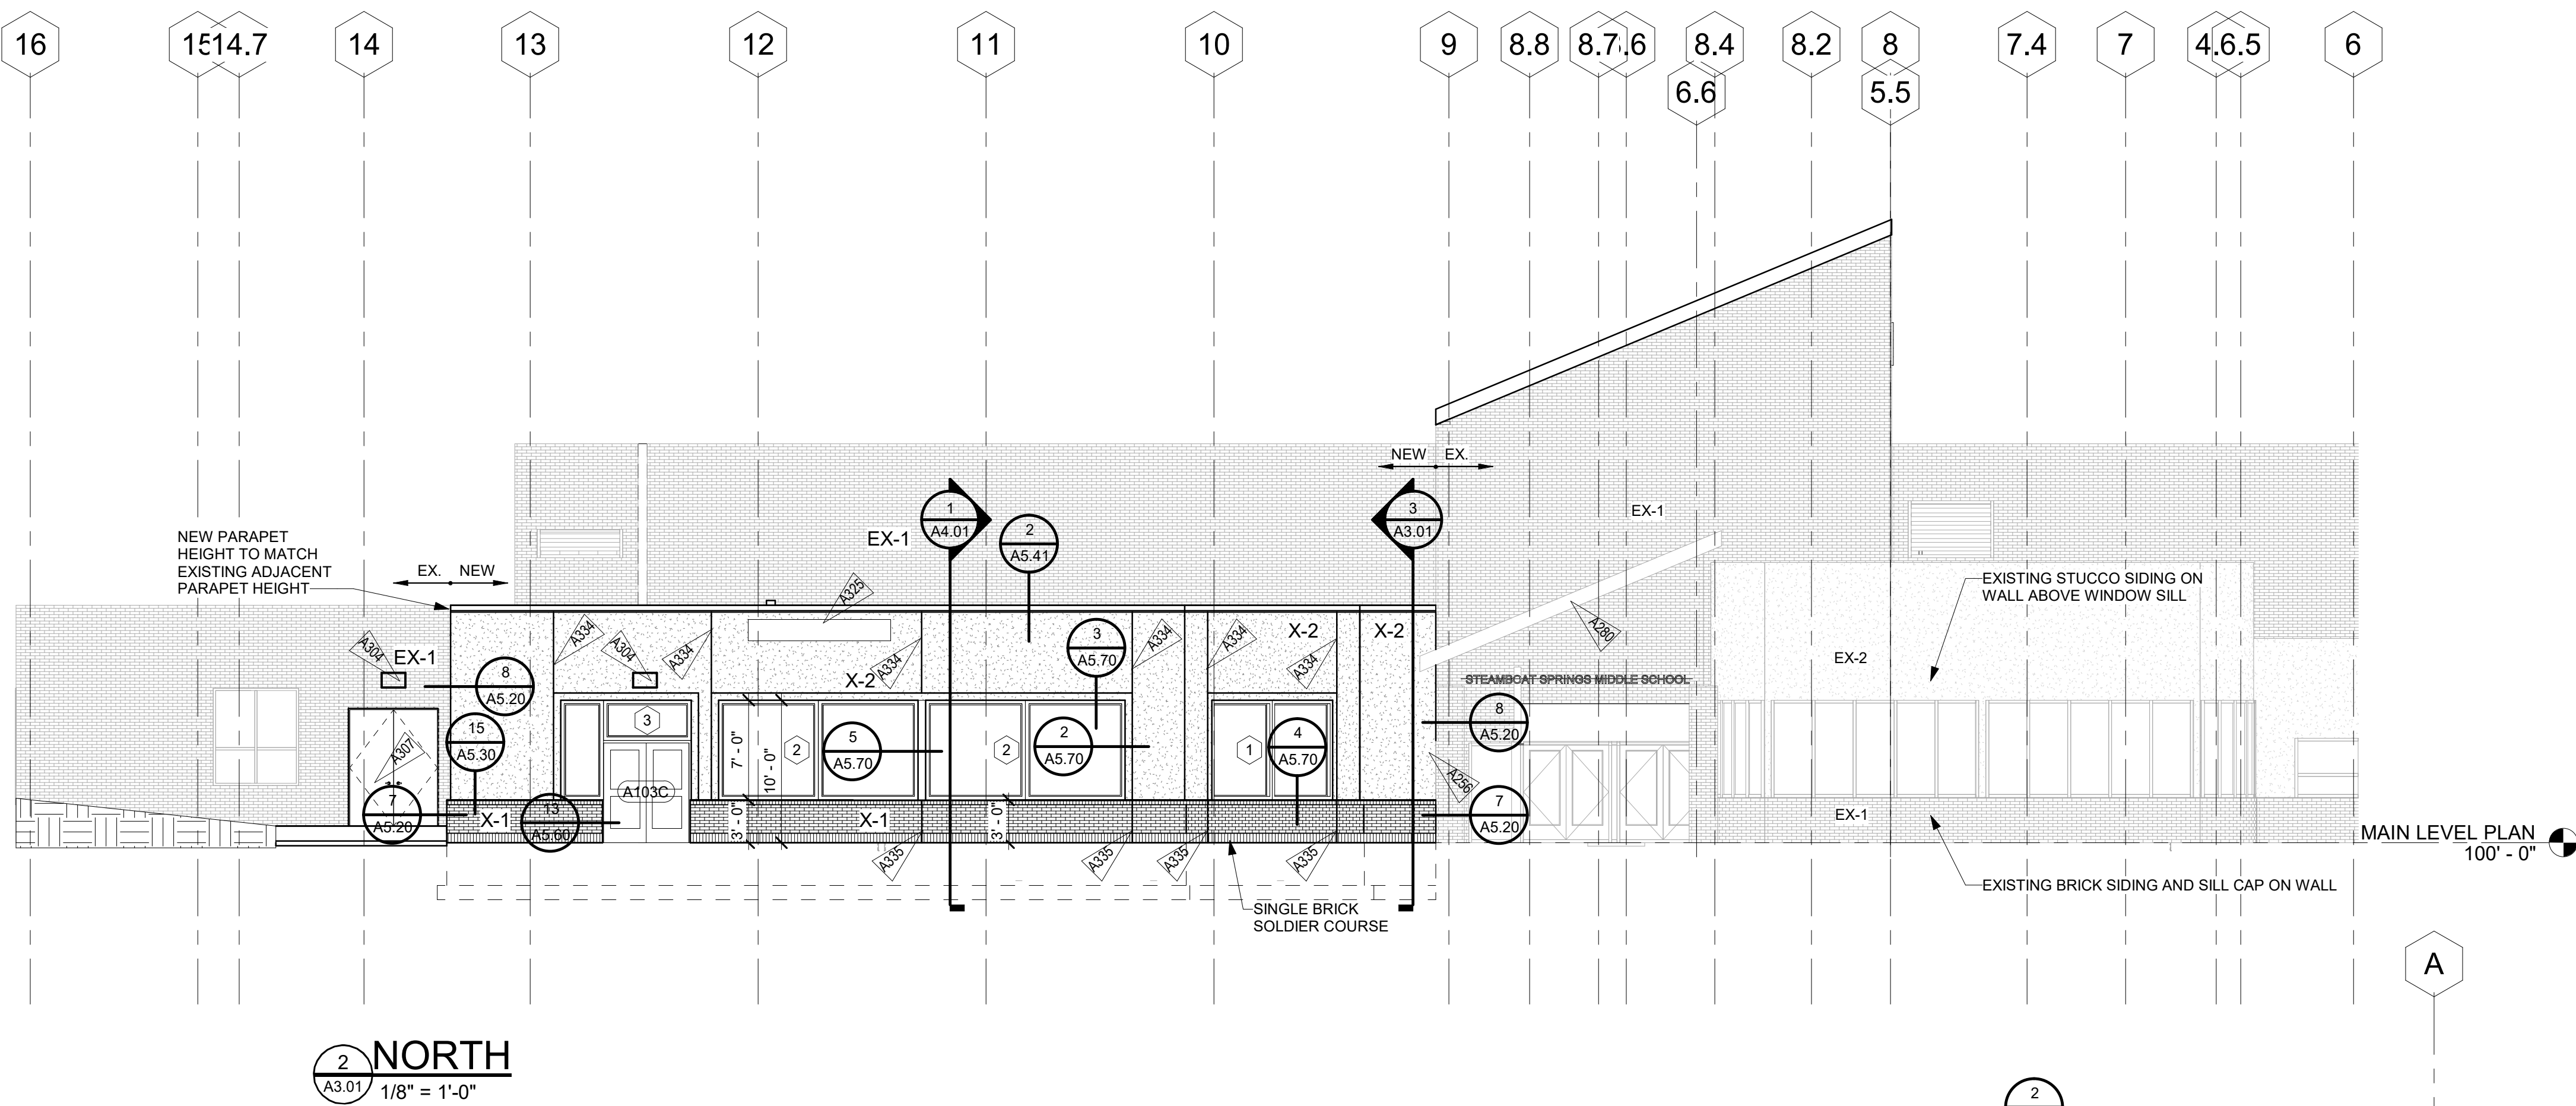 16
14.7
14
13
12
11
10
9
8.8
8.7
8.4
8.2
8
7.4
7
6
6.6
5.5
NEW EX.
1
A4.01
3
A3.01
EX-1
EX-1
2
A5.41
NEW PARAPET
HEIGHT TO MATCH
EXISTING ADJACENT
PARAPET HEIGHT
EX. NEW
EXISTING STUCCO SIDING ON
WALL ABOVE WINDOW SILL
A325
A334
A304
A334
A334
A334
A334
A334
A304
EX-1
X-2
X-2
X-2
3
A5.70
A280
EX-2
8
A5.20
STEAMBOAT SPRINGS MIDDLE SCHOOL
3
15
A5.30
A307
7' - 0"
10' - 0"
2
5
A5.70
2
2
A5.70
1
4
A5.70
8
A5.20
A256
A103C
7
A5.20
X-1
13
A5.60
3' - 0"
X-1
3' - 0"
7
A5.20
EX-1
MAIN LEVEL PLAN
100' - 0"
A335
A335
A335
A335
EXISTING BRICK SIDING AND SILL CAP ON WALL
SINGLE BRICK
SOLDIER COURSE
A
2
A3.01
NORTH
1/8" = 1'-0"
2